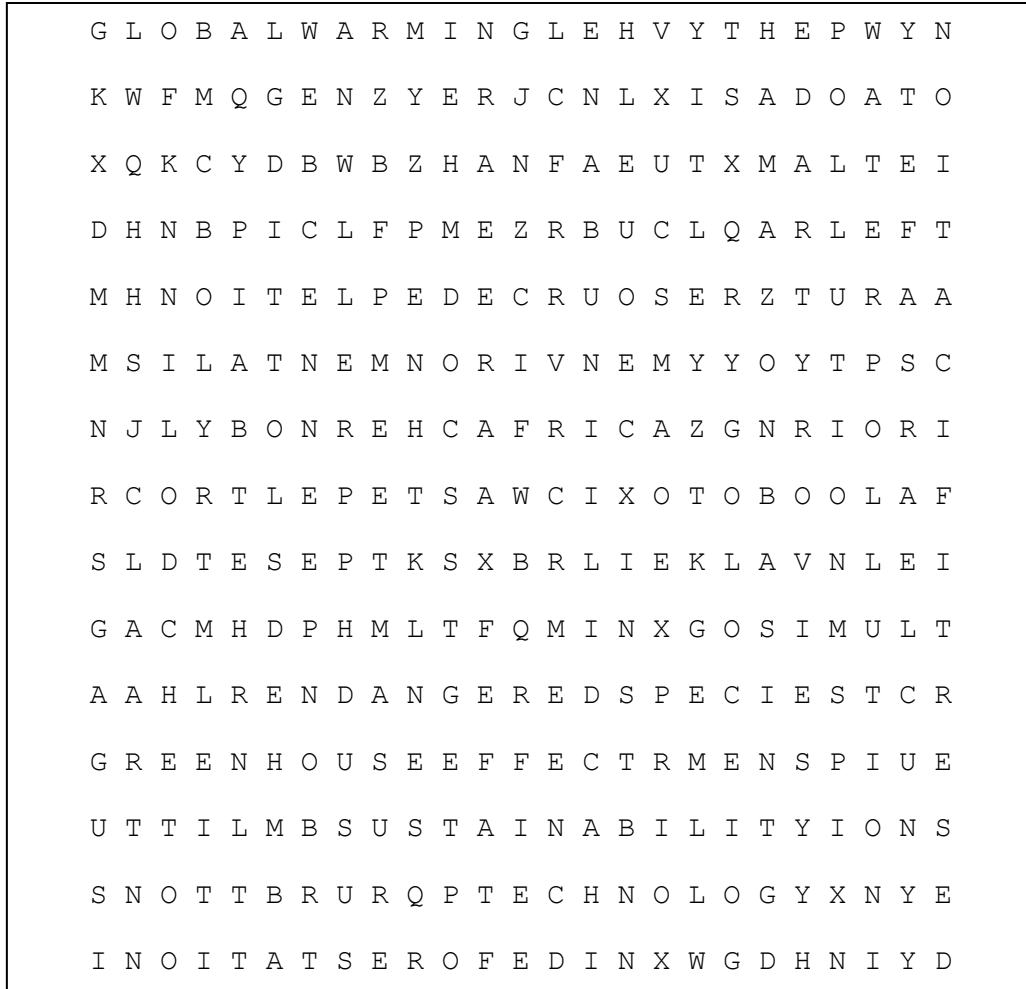 G L O B A L W A R M I N G L E H V Y T H E P W Y N
K W F M Q G E N Z Y E R J C N L X I S A D O A T O
X Q K C Y D B W B Z H A N F A E U T X M A L T E I
D H N B P I C L F P M E Z R B U C L Q A R L E F T
M H N O I T E L P E D E C R U O S E R Z T U R A A
M S I L A T N E M N O R I V N E M Y Y O Y T P S C
N J L Y B O N R E H C A F R I C A Z G N R I O R I
R C O R T L E P E T S A W C I X O T O B O O L A F
S L D T E S E P T K S X B R L I E K L A V N L E I
G A C M H D P H M L T F Q M I N X G O S I M U L T
A A H L R E N D A N G E R E D S P E C I E S T C R
G R E E N H O U S E E F F E C T R M E N S P I U E
U T T I L M B S U S T A I N A B I L I T Y I O N S
S N O T T B R U R Q P T E C H N O L O G Y X N Y E
I N O I T A T S E R O F E D I N X W G D H N I Y D